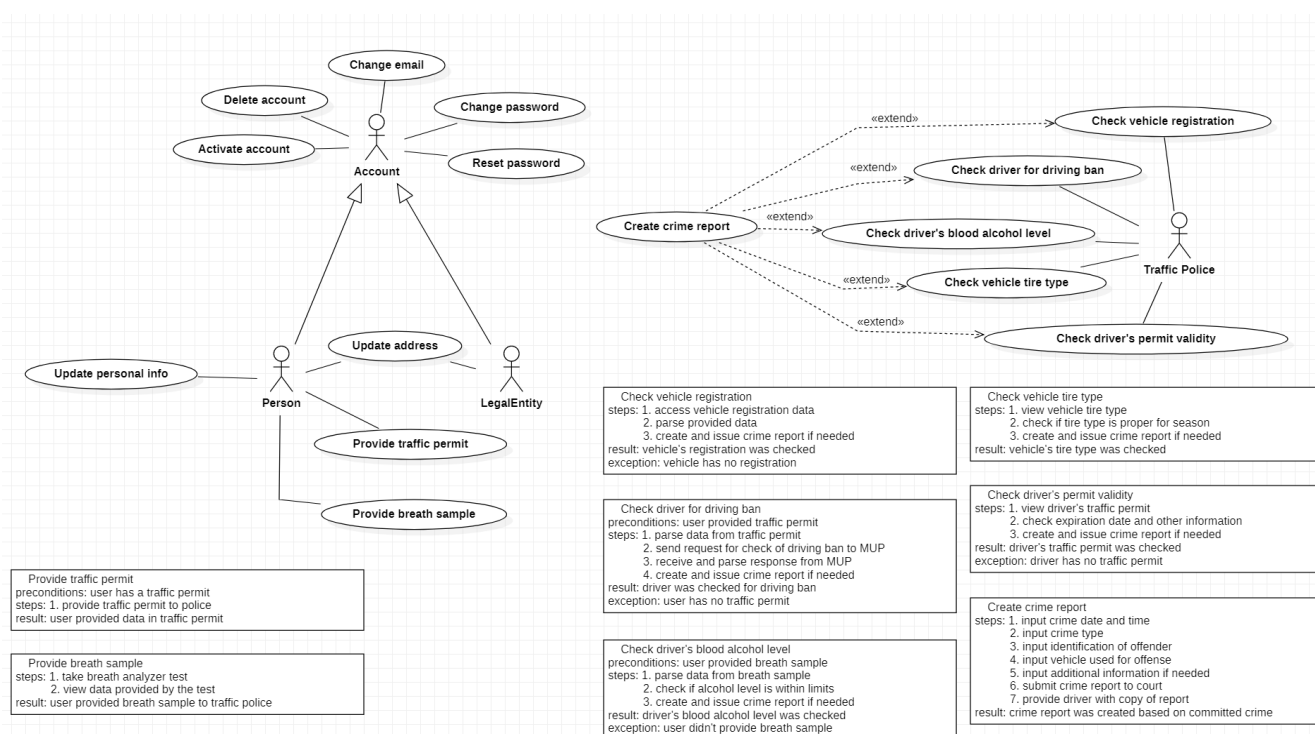 Change email
Delete account
Change password
Activate account
Reset password
Account
Update address
Update personal info
Person
LegalEntity
Provide traffic permit
Provide breath sample
«extend»
Check vehicle registration
«extend»
Check driver for driving ban
Create crime report
«extend»
Check driver's blood alcohol level
Traffic Police
«extend»
Check vehicle tire type
«extend»
Check driver's permit validity
Provide traffic permit
preconditions: user has a traffic permit
steps: 1. provide traffic permit to police
result: user provided data in traffic permit
Provide breath sample
steps: 1. take breath analyzer test
2. view data provided by the test
result: user provided breath sample to traffic police
Check vehicle registration
steps: 1. access vehicle registration data
2. parse provided data
3. create and issue crime report if needed
result: vehicle's registration was checked
exception: vehicle has no registration
Check driver for driving ban
preconditions: user provided traffic permit
steps: 1. parse data from traffic permit
2. send request for check of driving ban to MUP
3. receive and parse response from MUP
4. create and issue crime report if needed
result: driver was checked for driving ban
exception: user has no traffic permit
Check driver's blood alcohol level
preconditions: user provided breath sample
steps: 1. parse data from breath sample
2. check if alcohol level is within limits
3. create and issue crime report if needed
result: driver's blood alcohol level was checked
exception: user didn't provide breath sample
Check vehicle tire type
steps: 1. view vehicle tire type
2. check if tire type is proper for season
3. create and issue crime report if needed
result: vehicle's tire type was checked
Check driver's permit validity
steps: 1. view driver's traffic permit
2. check expiration date and other information
3. create and issue crime report if needed
result: driver's traffic permit was checked
exception: driver has no traffic permit
Create crime report
steps: 1. input crime date and time
2. input crime type
3. input identification of offender
4. input vehicle used for offense
5. input additional information if needed
6. submit crime report to court
7. provide driver with copy of report
result: crime report was created based on committed crime